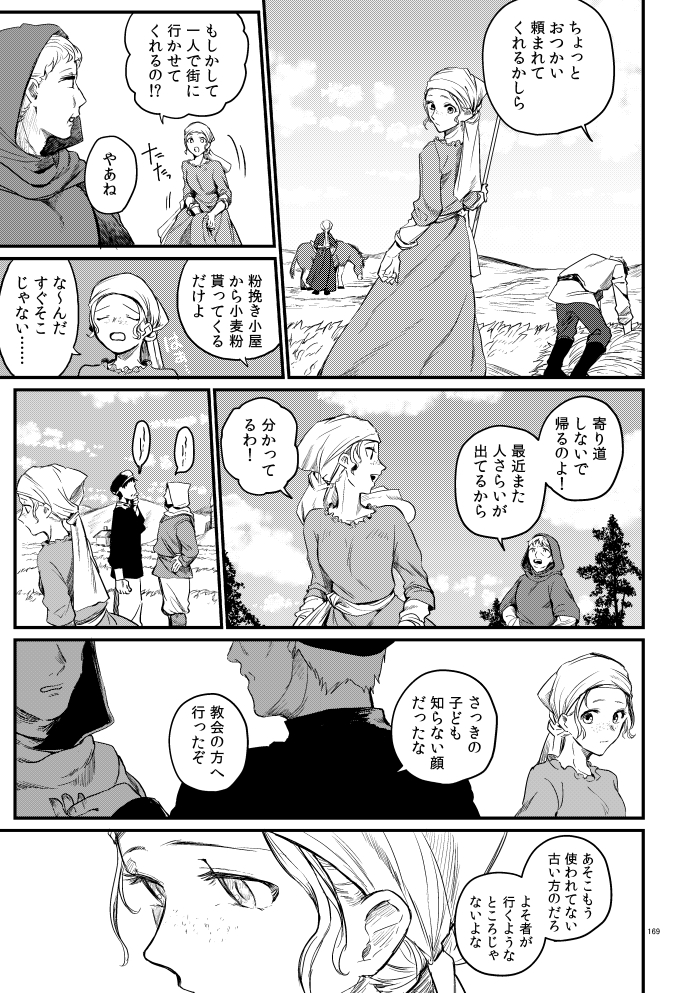 ちょっと
おつかい
頼まれて
くれるかしら
もしかして
一人で街に
行かせて
くれるの!?
たたっ
やあね
粉挽き小屋
から小麦粉
貰ってくる
だけよ
はぁ…
な〜んだ
すぐそこ
じゃない……
寄り道
しないで
帰るのよ!
最近また
人さらいが
出てるから
分かって
るわ!
……
……
さっきの
子ども
知らない顔
だったな
教会の方へ
行ったぞ
あそこもう
使われてない
古い方のだろ
よそ者が
行くような
ところじゃ
ないよな
169